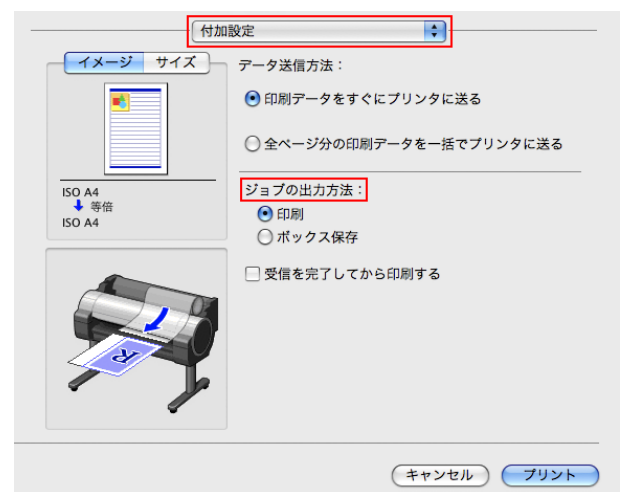 付加設定
イメージ サイズ
データ送信方法：
印刷データをすぐにプリンタに送る
全ページ分の印刷データを一括でプリンタに送る
ISO A4
等倍
ISO A4
ジョブの出力方法：
印刷
ボックス保存
受信を完了してから印刷する
R
キャンセル プリント